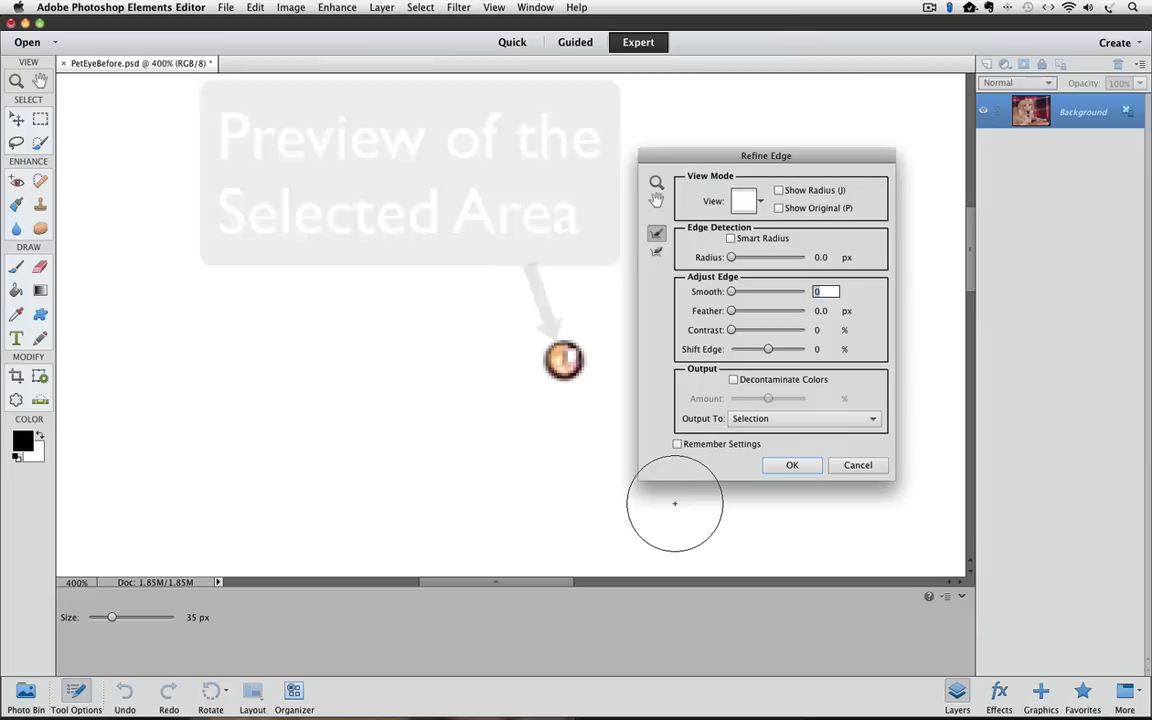 Adobe Photoshop Elements Editor File Edit Image Enhance Layer Select Filter View Window Help
Open Quick Guided Expert Create
VIEW × PetEyeBefore.psd @ 400% (RGB/8) *
Normal Opacity: 100%
SELECT
Background
Preview of the
Selected Area
ENHANCE
DRAW
T
MODIFY
COLOR
Refine Edge
View Mode
Show Radius (J)
View:
Show Original (P)
Edge Detection
Smart Radius
Radius: 0.0 px
Adjust Edge
Smooth: 0
Feather: 0.0 px
Contrast: 0 %
Shift Edge: 0 %
Output
Decontaminate Colors
Amount: %
Output To: Selection
Remember Settings
OK Cancel
400% Doc: 1.85M/1.85M
Size: 35 px
Photo Bin Tool Options Undo Redo Rotate Layout Organizer Layers fx Effects Graphics Favorites More